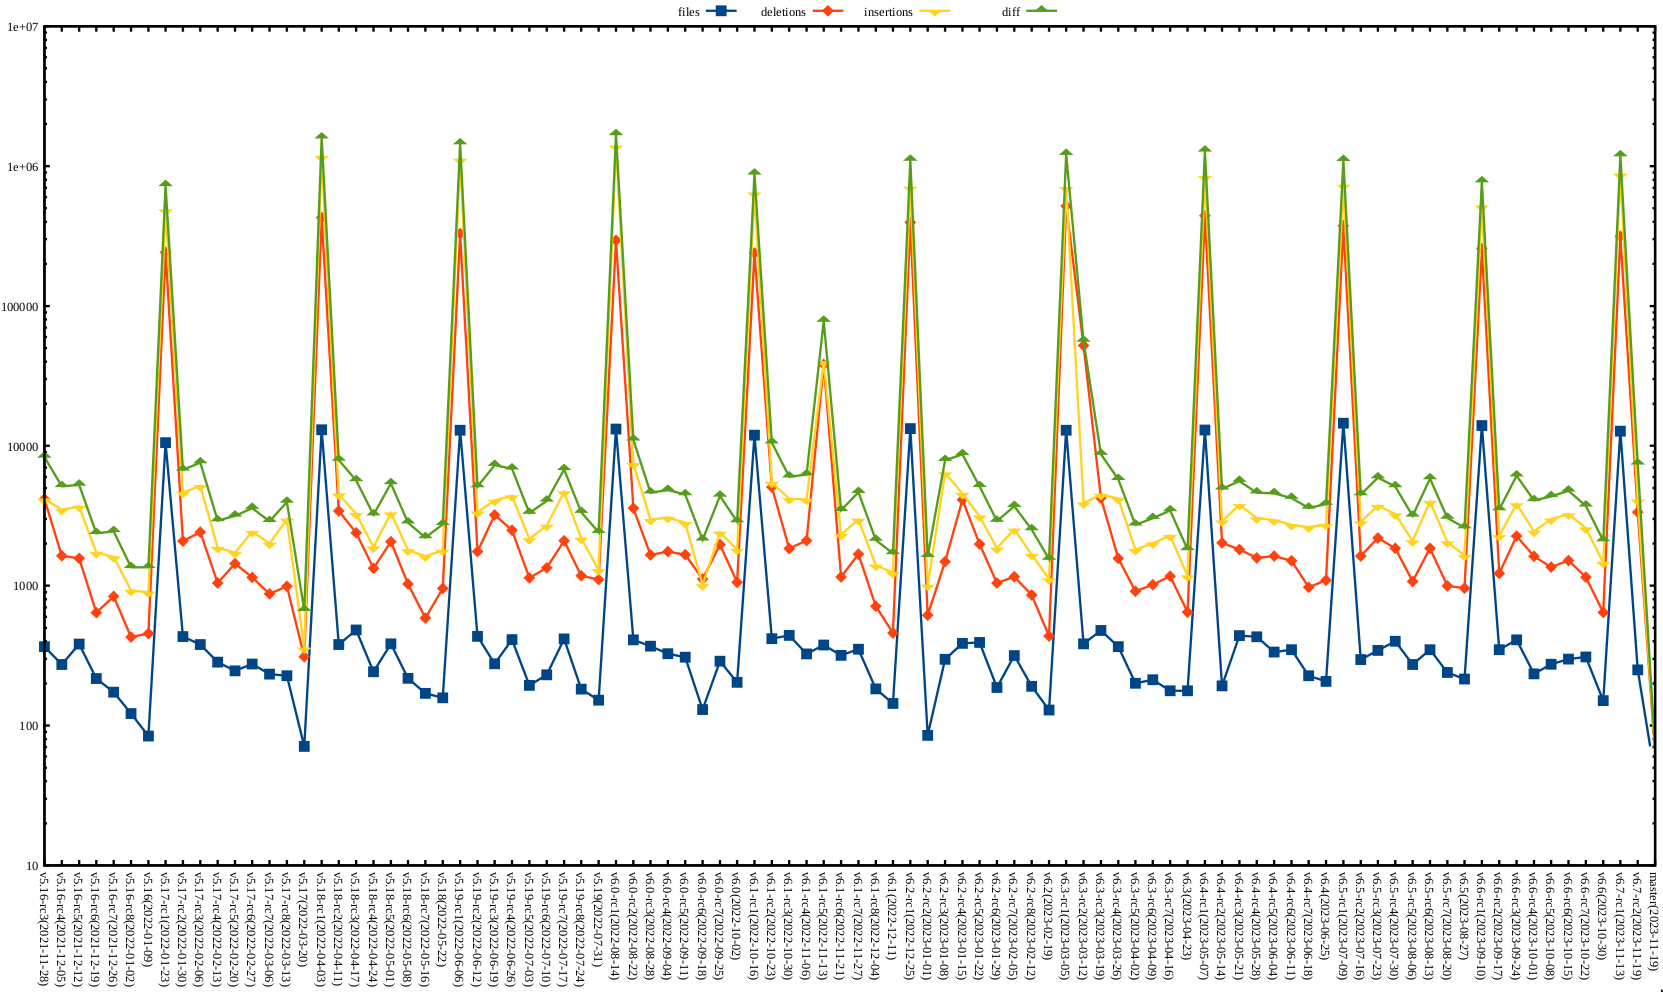 files deletions insertions diff
1e+07
1e+06
100000
10000
1000
100
10
v5.16-rc3(2021-11-28)
v5.16-rc4(2021-12-05)
v5.16-rc5(2021-12-12)
v5.16-rc6(2021-12-19)
v5.16-rc7(2021-12-26)
v5.16-rc8(2022-01-02)
v5.16(2022-01-09)
v5.17-rc1(2022-01-23)
v5.17-rc2(2022-01-30)
v5.17-rc3(2022-02-06)
v5.17-rc4(2022-02-13)
v5.17-rc5(2022-02-20)
v5.17-rc6(2022-02-27)
v5.17-rc7(2022-03-06)
v5.17-rc8(2022-03-13)
v5.17(2022-03-20)
v5.18-rc1(2022-04-03)
v5.18-rc2(2022-04-11)
v5.18-rc3(2022-04-17)
v5.18-rc4(2022-04-24)
v5.18-rc5(2022-05-01)
v5.18-rc6(2022-05-08)
v5.18-rc7(2022-05-16)
v5.18(2022-05-22)
v5.19-rc1(2022-06-06)
v5.19-rc2(2022-06-12)
v5.19-rc3(2022-06-19)
v5.19-rc4(2022-06-26)
v5.19-rc5(2022-07-03)
v5.19-rc6(2022-07-10)
v5.19-rc7(2022-07-17)
v5.19-rc8(2022-07-24)
v5.19(2022-07-31)
v6.0-rc1(2022-08-14)
v6.0-rc2(2022-08-22)
v6.0-rc3(2022-08-28)
v6.0-rc4(2022-09-04)
v6.0-rc5(2022-09-11)
v6.0-rc6(2022-09-18)
v6.0-rc7(2022-09-25)
v6.0(2022-10-02)
v6.1-rc1(2022-10-16)
v6.1-rc2(2022-10-23)
v6.1-rc3(2022-10-30)
v6.1-rc4(2022-11-06)
v6.1-rc5(2022-11-13)
v6.1-rc6(2022-11-21)
v6.1-rc7(2022-11-27)
v6.1-rc8(2022-12-04)
v6.1(2022-12-11)
v6.2-rc1(2022-12-25)
v6.2-rc2(2023-01-01)
v6.2-rc3(2023-01-08)
v6.2-rc4(2023-01-15)
v6.2-rc5(2023-01-22)
v6.2-rc6(2023-01-29)
v6.2-rc7(2023-02-05)
v6.2-rc8(2023-02-12)
v6.2(2023-02-19)
v6.3-rc1(2023-03-05)
v6.3-rc2(2023-03-12)
v6.3-rc3(2023-03-19)
v6.3-rc4(2023-03-26)
v6.3-rc5(2023-04-02)
v6.3-rc6(2023-04-09)
v6.3-rc7(2023-04-16)
v6.3(2023-04-23)
v6.4-rc1(2023-05-07)
v6.4-rc2(2023-05-14)
v6.4-rc3(2023-05-21)
v6.4-rc4(2023-05-28)
v6.4-rc5(2023-06-04)
v6.4-rc6(2023-06-11)
v6.4-rc7(2023-06-18)
v6.4(2023-06-25)
v6.5-rc1(2023-07-09)
v6.5-rc2(2023-07-16)
v6.5-rc3(2023-07-23)
v6.5-rc4(2023-07-30)
v6.5-rc5(2023-08-06)
v6.5-rc6(2023-08-13)
v6.5-rc7(2023-08-20)
v6.5(2023-08-27)
v6.6-rc1(2023-09-10)
v6.6-rc2(2023-09-17)
v6.6-rc3(2023-09-24)
v6.6-rc4(2023-10-01)
v6.6-rc5(2023-10-08)
v6.6-rc6(2023-10-15)
v6.6-rc7(2023-10-22)
v6.6(2023-10-30)
v6.7-rc1(2023-11-13)
v6.7-rc2(2023-11-19)
master(2023-11-19)